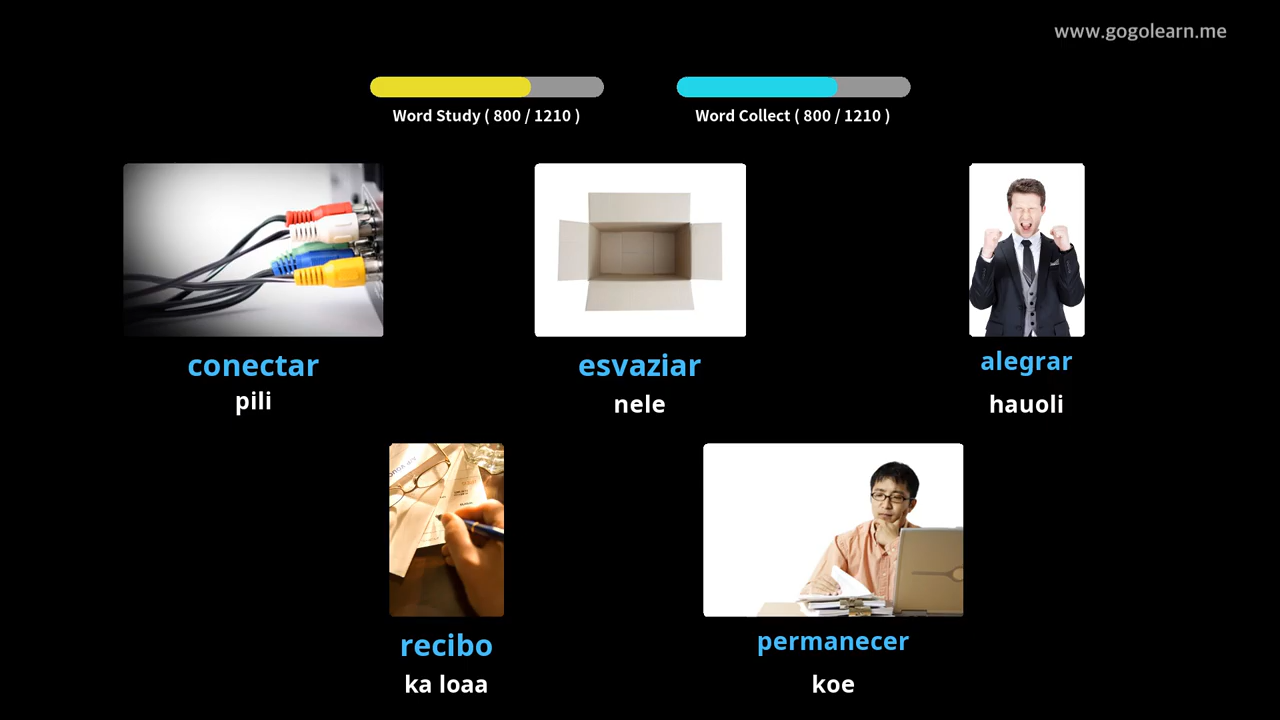 www.gogolearn.me
Word Study ( 800 / 1210 )
Word Collect ( 800 / 1210 )
conectar
pili
esvaziar
nele
alegrar
hauoli
recibo
ka loaa
permanecer
koe